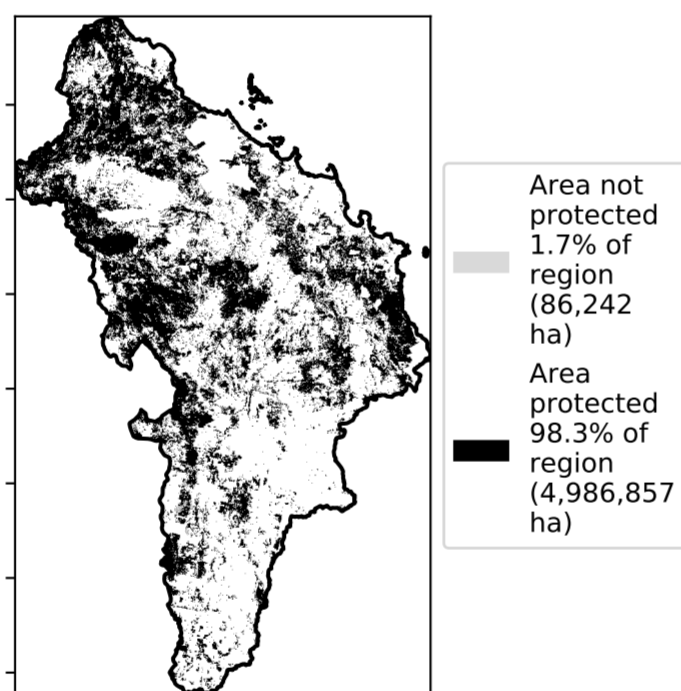 Area not
protected
1.7% of
region
(86,242
ha)
Area
protected
98.3% of
region
(4,986,857
ha)